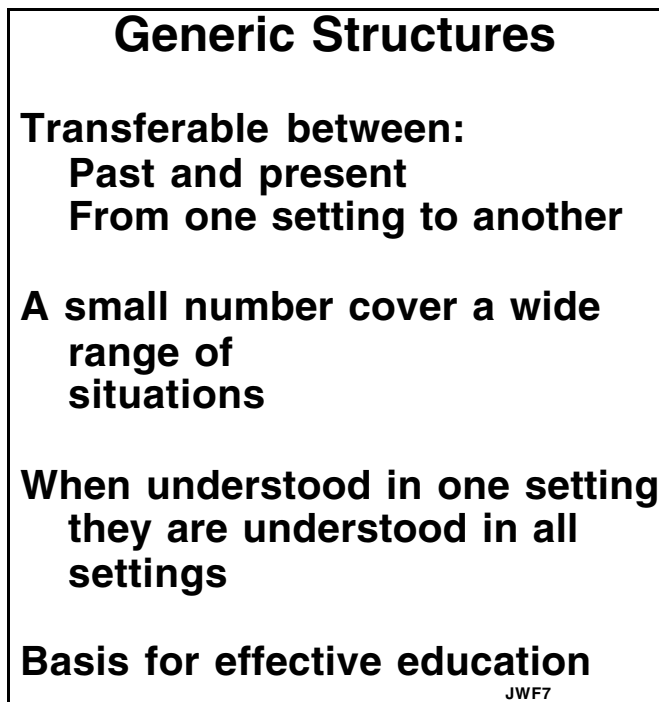 Generic Structures
Transferable between:
Past and present
From one setting to another
A small number cover a wide
range of
situations
When understood in one setting
they are understood in all
settings
Basis for effective education
JWF7